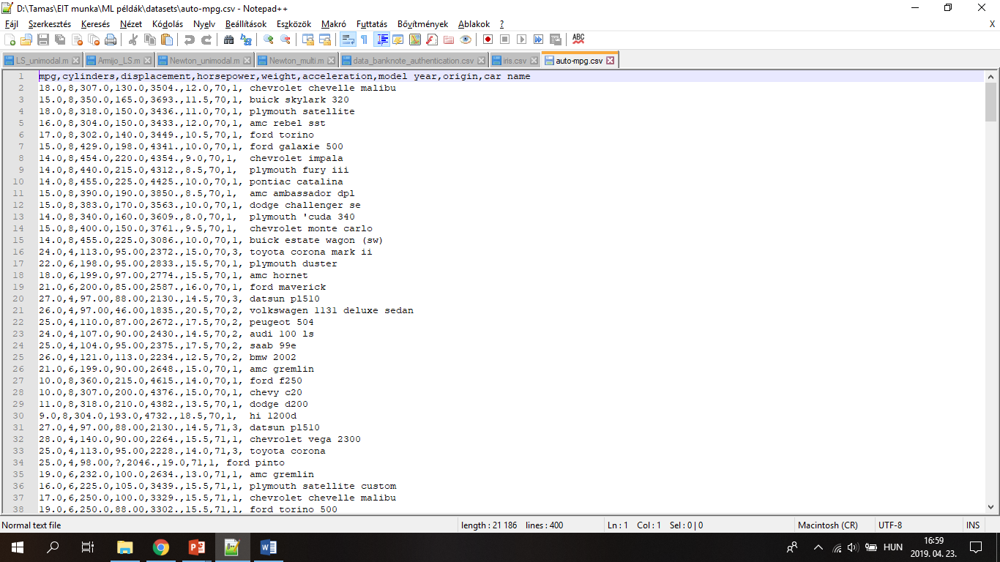 D:\Tamas\EIT munka\ML példák\datasets\auto-mpg.csv - Notepad++
Fájl Szerkesztés Keresés Nézet Kódolás Nyelv Beállítások Eszközök Makró Futtatás Bővítmények Ablakok ? X
LS_unimodal.m Armijo_LS.m Newton_unimodal.m Newton_multi.m data_banknote_authentication.csv iris.csv auto-mpg.csv
1 mpg,cylinders,displacement,horsepower,weight,acceleration,model year,origin,car name
2 18.0,8,307.0,130.0,3504.,12.0,70,1, chevrolet chevelle malibu
3 15.0,8,350.0,165.0,3693.,11.5,70,1, buick skylark 320
4 18.0,8,318.0,150.0,3436.,11.0,70,1, plymouth satellite
5 16.0,8,304.0,150.0,3433.,12.0,70,1, amc rebel sst
6 17.0,8,302.0,140.0,3449.,10.5,70,1, ford torino
7 15.0,8,429.0,198.0,4341.,10.0,70,1, ford galaxie 500
8 14.0,8,454.0,220.0,4354.,9.0,70,1,  chevrolet impala
9 14.0,8,440.0,215.0,4312.,8.5,70,1,  plymouth fury iii
10 14.0,8,455.0,225.0,4425.,10.0,70,1, pontiac catalina
11 15.0,8,390.0,190.0,3850.,8.5,70,1,  amc ambassador dpl
12 15.0,8,383.0,170.0,3563.,10.0,70,1, dodge challenger se
13 14.0,8,340.0,160.0,3609.,8.0,70,1,  plymouth 'cuda 340
14 15.0,8,400.0,150.0,3761.,9.5,70,1,  chevrolet monte carlo
15 14.0,8,455.0,225.0,3086.,10.0,70,1, buick estate wagon (sw)
16 24.0,4,113.0,95.00,2372.,15.0,70,3, toyota corona mark ii
17 22.0,6,198.0,95.00,2833.,15.5,70,1, plymouth duster
18 18.0,6,199.0,97.00,2774.,15.5,70,1, amc hornet
19 21.0,6,200.0,85.00,2587.,16.0,70,1, ford maverick
20 27.0,4,97.00,88.00,2130.,14.5,70,3, datsun pl510
21 26.0,4,97.00,46.00,1835.,20.5,70,2, volkswagen 1131 deluxe sedan
22 25.0,4,110.0,87.00,2672.,17.5,70,2, peugeot 504
23 24.0,4,107.0,90.00,2430.,14.5,70,2, audi 100 ls
24 25.0,4,104.0,95.00,2375.,17.5,70,2, saab 99e
25 26.0,4,121.0,113.0,2234.,12.5,70,2, bmw 2002
26 21.0,6,199.0,90.00,2648.,15.0,70,1, amc gremlin
27 10.0,8,360.0,215.0,4615.,14.0,70,1, ford f250
28 10.0,8,307.0,200.0,4376.,15.0,70,1, chevy c20
29 11.0,8,318.0,210.0,4382.,13.5,70,1, dodge d200
30 9.0,8,304.0,193.0,4732.,18.5,70,1,  hi 1200d
31 27.0,4,97.00,88.00,2130.,14.5,71,3, datsun pl510
32 28.0,4,140.0,90.00,2264.,15.5,71,1, chevrolet vega 2300
33 25.0,4,113.0,95.00,2228.,14.0,71,3, toyota corona
34 25.0,4,98.00,?,2046.,19.0,71,1, ford pinto
35 19.0,6,232.0,100.0,2634.,13.0,71,1, amc gremlin
36 16.0,6,225.0,105.0,3439.,15.5,71,1, plymouth satellite custom
37 17.0,6,250.0,100.0,3329.,15.5,71,1, chevrolet chevelle malibu
38 19.0,6,250.0,88.00,3302.,15.5,71,1, ford torino 500
Normal text file length : 21 186 lines : 400 Ln : 1 Col : 1 Sel : 0 | 0 Macintosh (CR) UTF-8 INS
HUN 16:59
2019. 04. 23.